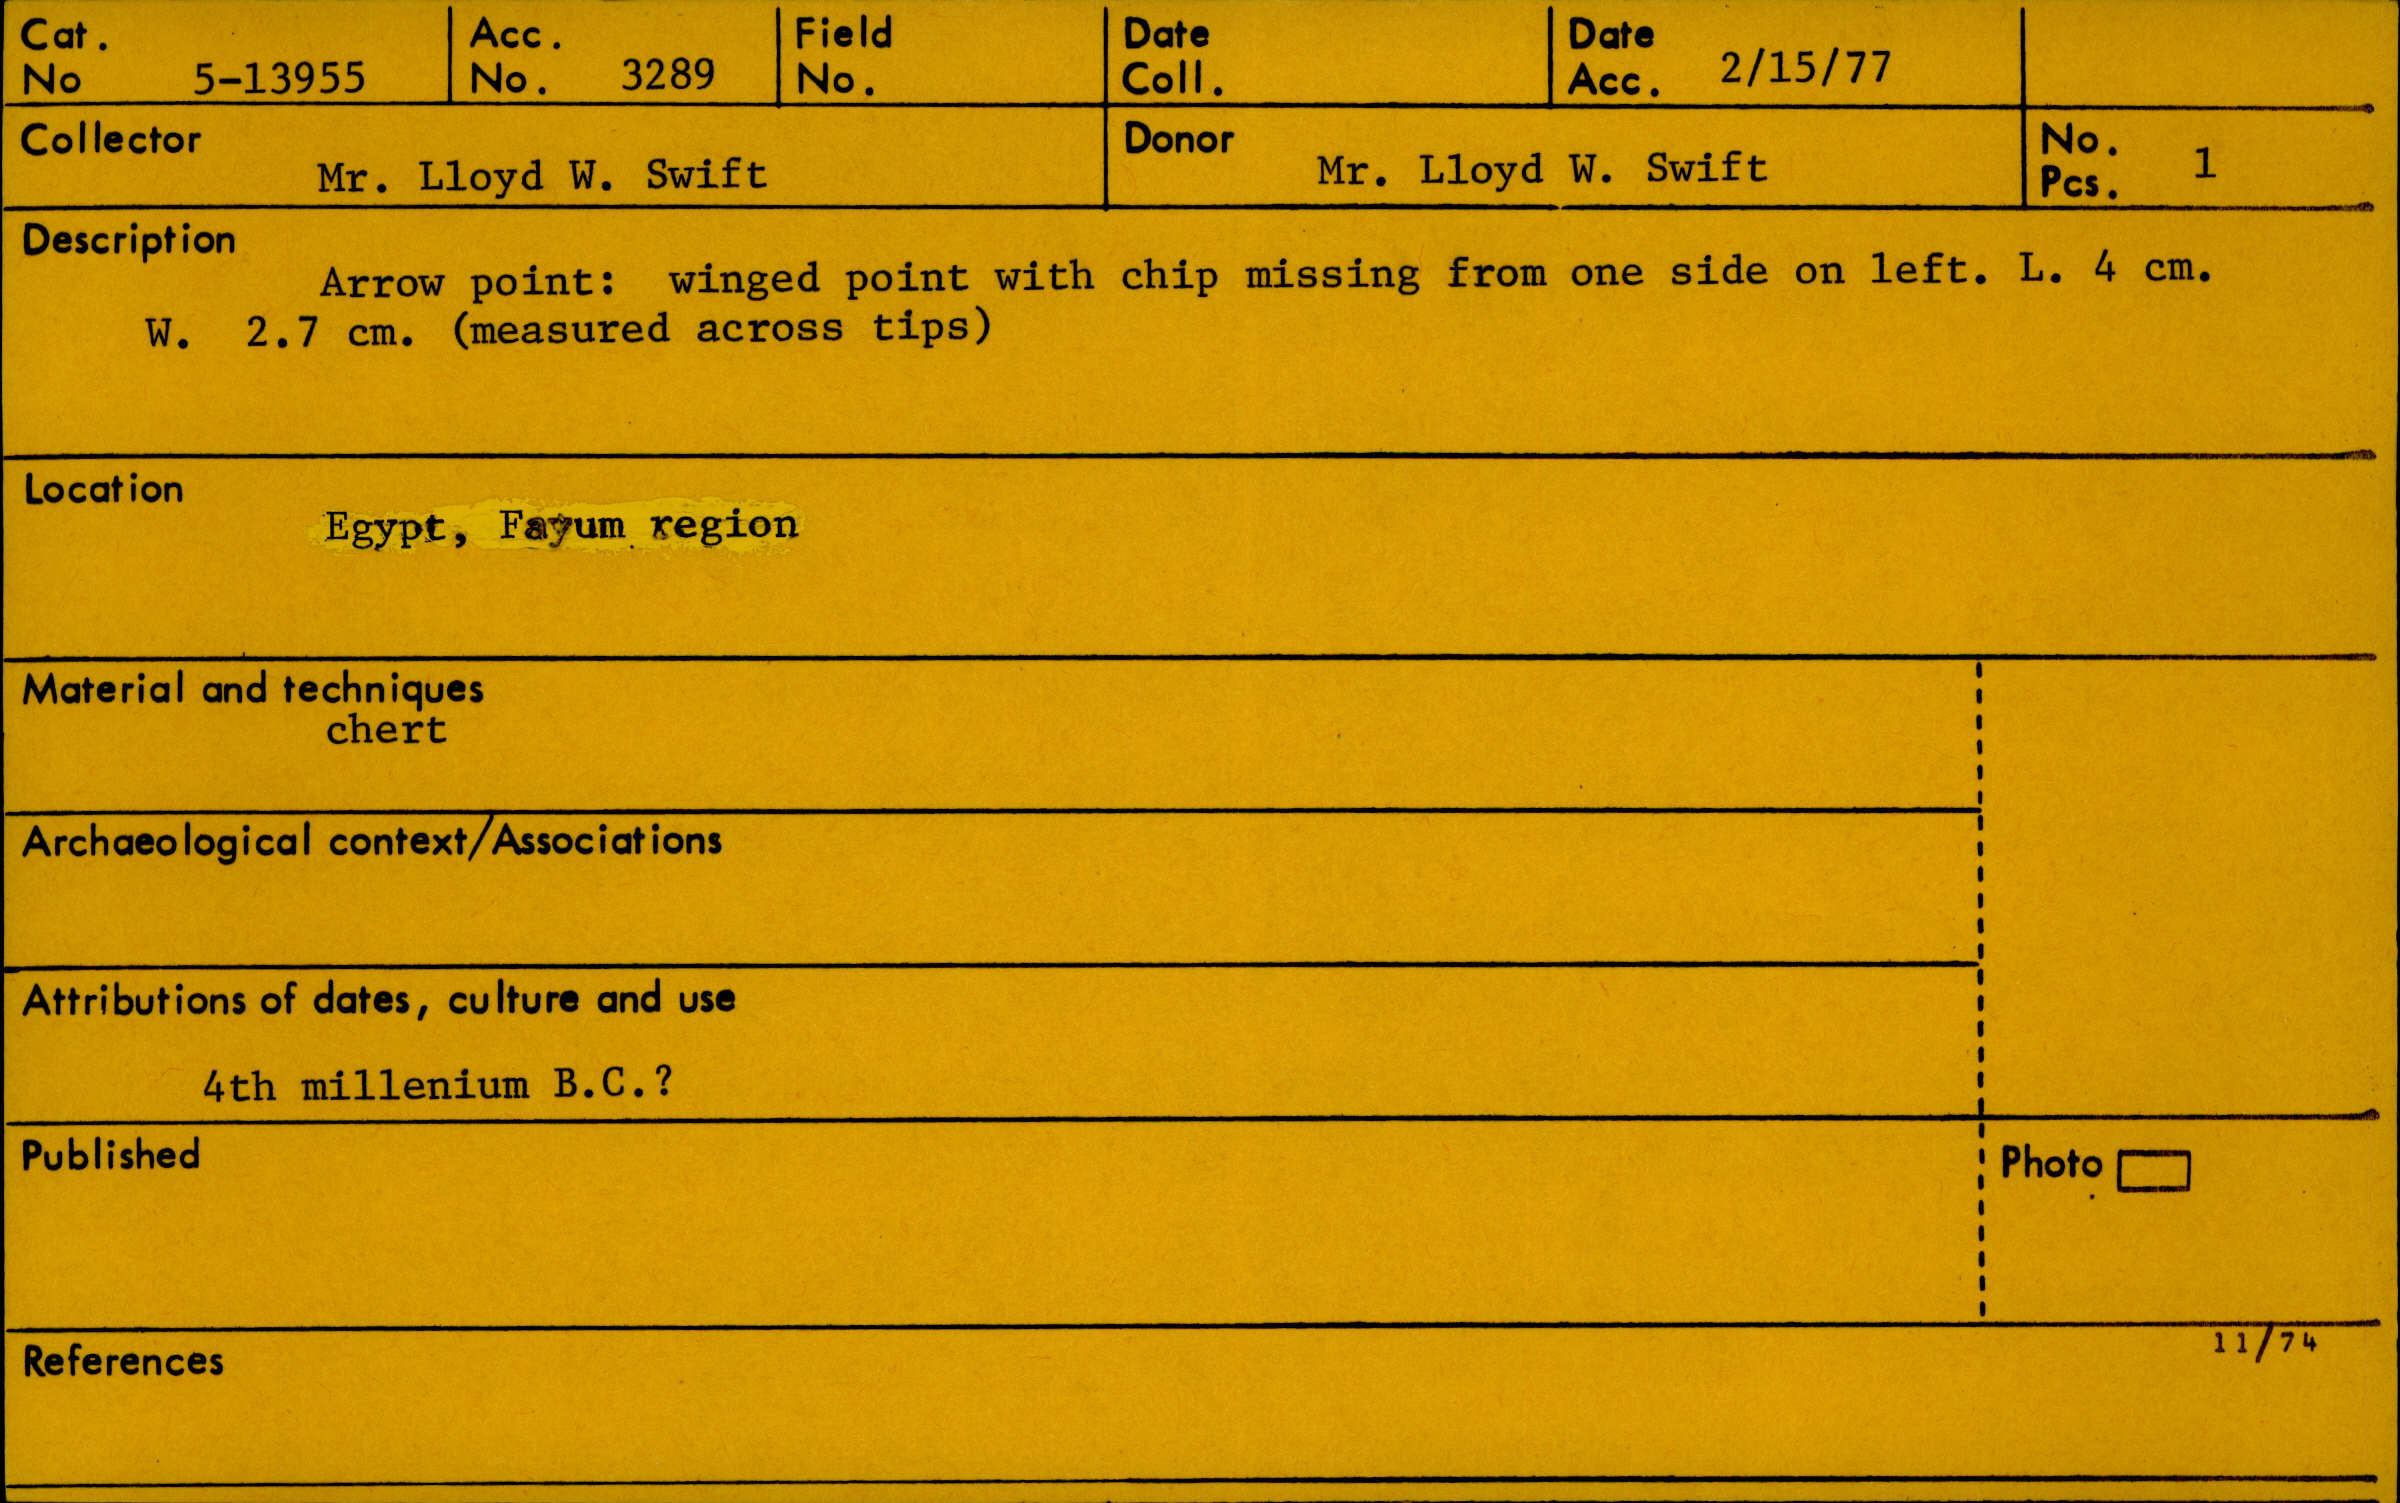 Cat. No 5-13955 Acc. No. 3289 Field No. Date Coll. Date Acc. 2/15/77
Collector Mr. Lloyd W. Swift Donor Mr. Lloyd W. Swift No. Pcs. 1
Description
Arrow point: winged point with chip missing from one side on left. L. 4 cm.
W. 2.7 cm. (measured across tips)
Location
Egypt, Fayum region
Material and techniques
chert
Archaeological context/Associations
Attributions of dates, culture and use
4th millenium B.C.?
Published
Photo
11/74
References